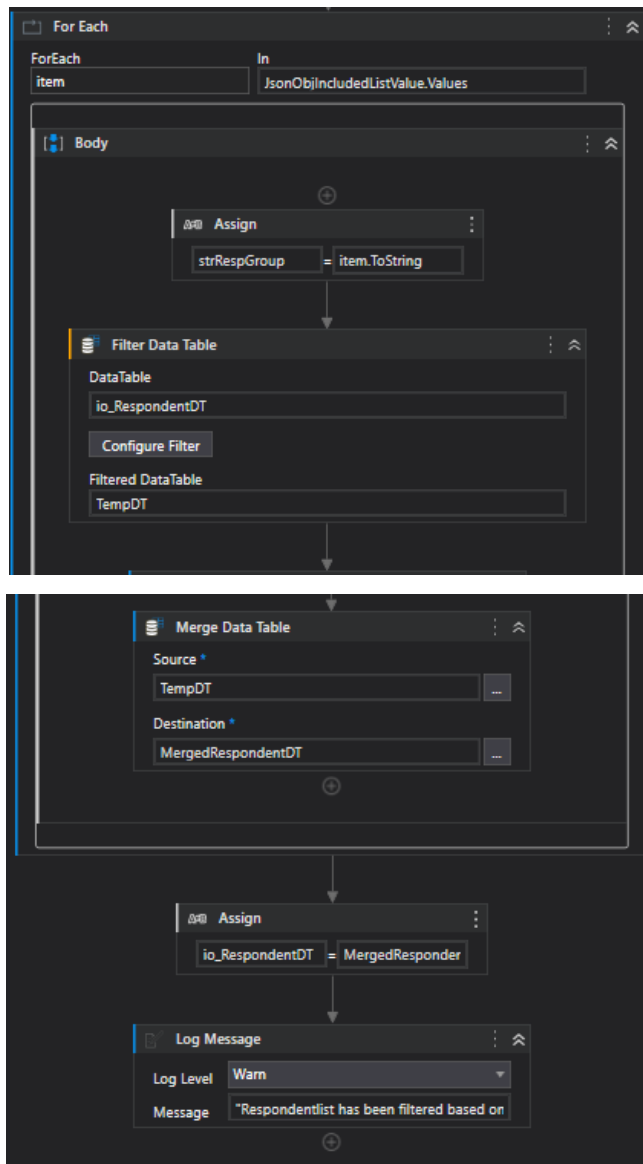 For Each
ForEach In
item JsonObjIncludedListValue.Values
Body
Assign
strRespGroup = item.ToString
Filter Data Table
DataTable
io_RespondentDT
Configure Filter
Filtered DataTable
TempDT
Merge Data Table
Source *
TempDT ...
Destination *
MergedRespondentDT ...
Assign
io_RespondentDT = MergedResponder
Log Message
Log Level Warn
Message "Respondentlist has been filtered based on